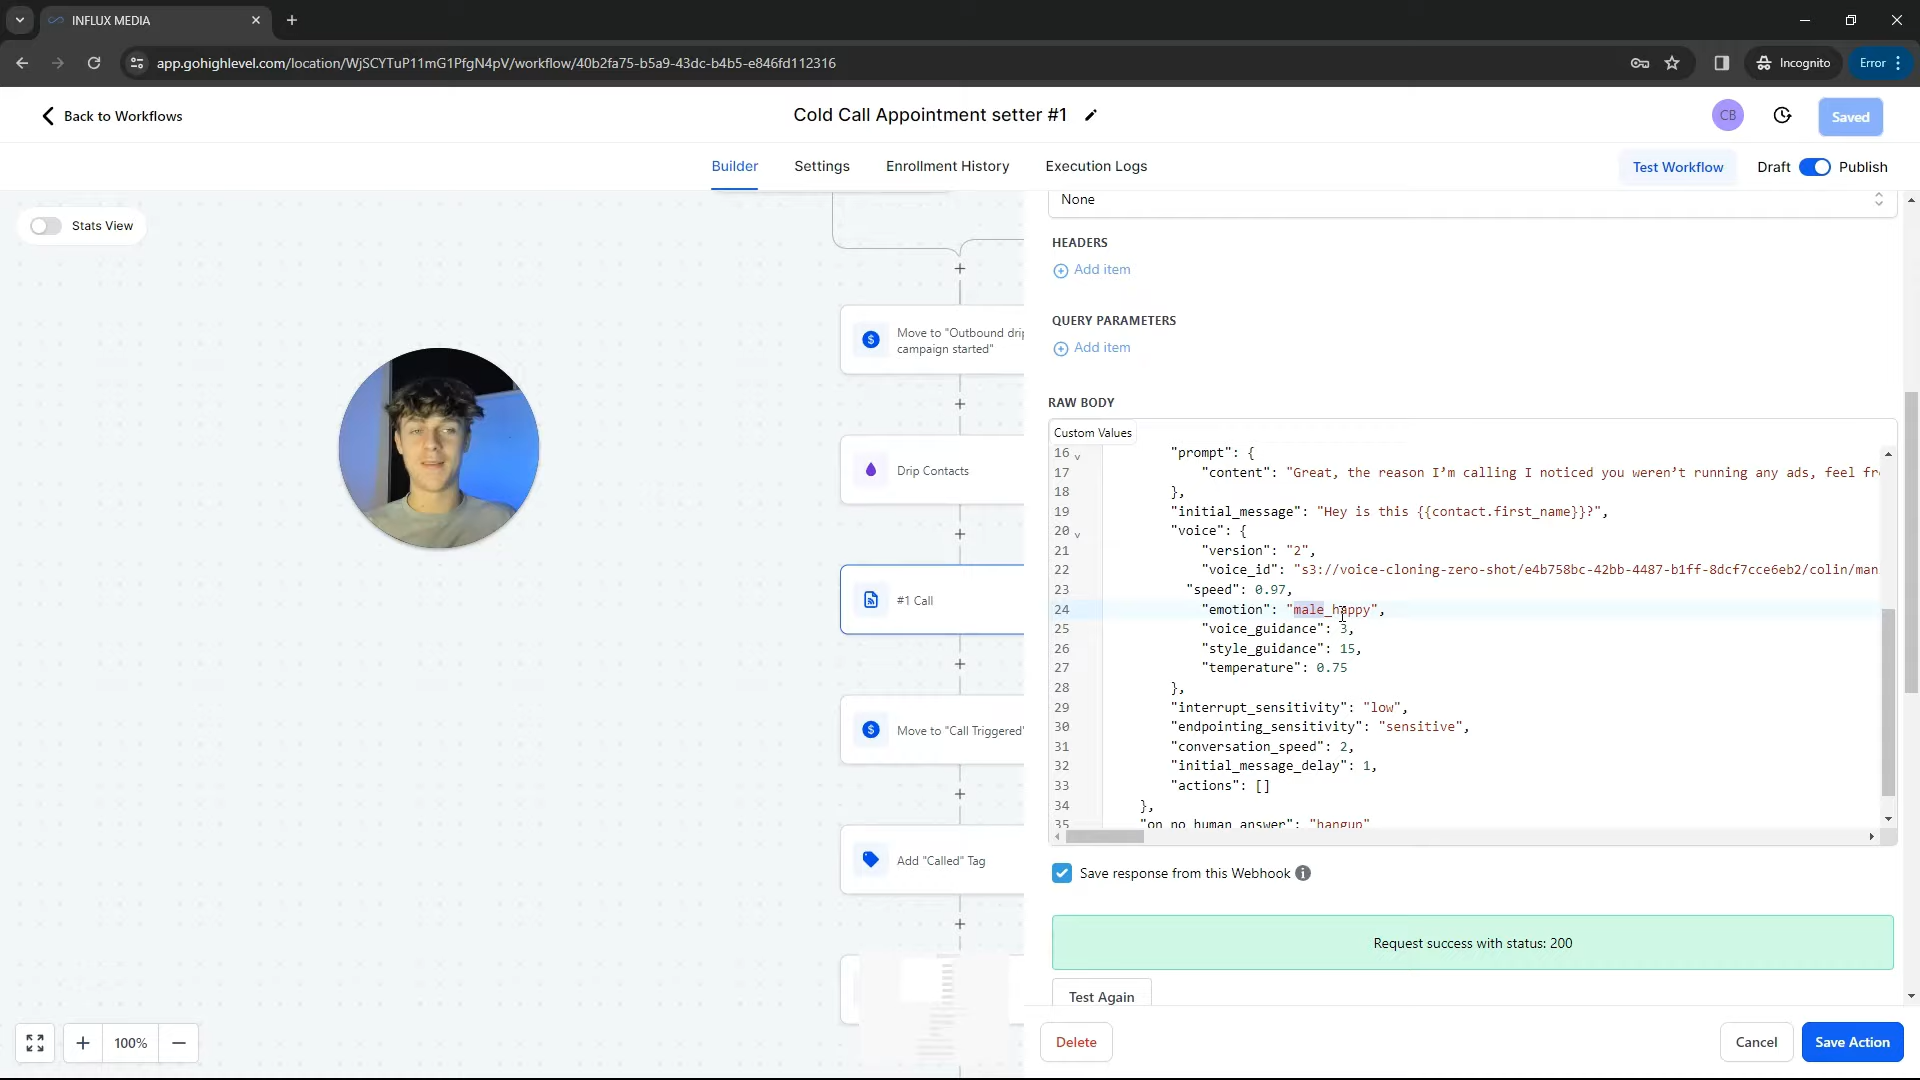 INFLUX MEDIA
app.gohighlevel.com/location/WjSCYTuP11mG1PfgN4pV/workflow/40b2fa75-b5a9-43dc-b4b5-e846fd112316
Incognito
Error
Back to Workflows
Cold Call Appointment setter #1
CB
Saved
Builder
Settings
Enrollment History
Execution Logs
Test Workflow
Draft
Publish
Stats View
Move to "Outbound drip
campaign started"
Drip Contacts
#1 Call
Move to "Call Triggered"
Add "Called" Tag
100%
None
HEADERS
Add item
QUERY PARAMETERS
Add item
RAW BODY
Custom Values
16 "prompt": {
17 "content": "Great, the reason I’m calling I noticed you weren’t running any ads, feel fr
18 },
19 "initial_message": "Hey is this {{contact.first_name}}?",
20 "voice": {
21 "version": "2",
22 "voice_id": "s3://voice-cloning-zero-shot/e4b758bc-42bb-4487-b1ff-8dcf7cce6eb2/colin/man
23 "speed": 0.97,
24 "emotion": "male_happy",
25 "voice_guidance": 3,
26 "style_guidance": 15,
27 "temperature": 0.75
28 },
29 "interrupt_sensitivity": "low",
30 "endpointing_sensitivity": "sensitive",
31 "conversation_speed": 2,
32 "initial_message_delay": 1,
33 "actions": []
34 },
35 "on_no_human_answer": "hangup"
Save response from this Webhook
Request success with status: 200
Test Again
Delete
Cancel
Save Action